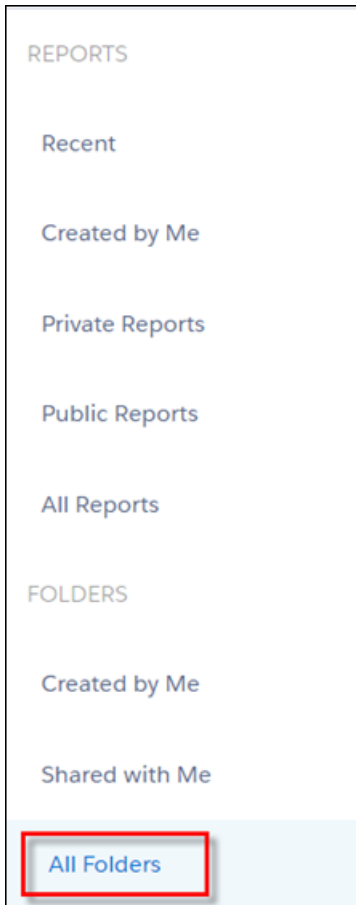 REPORTS
Recent
Created by Me
Private Reports
Public Reports
All Reports
FOLDERS
Created by Me
Shared with Me
All Folders